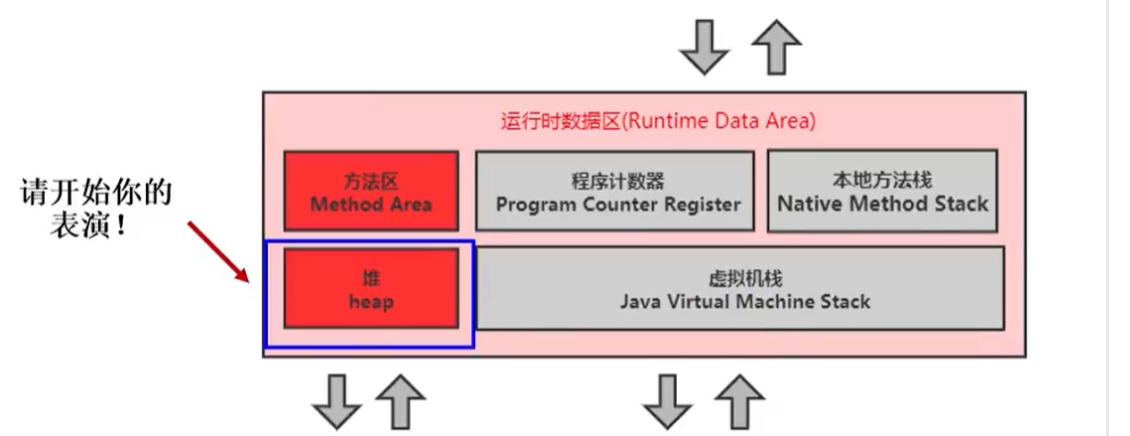 运行时数据区(Runtime Data Area)
请开始你的
表演！
方法区
Method Area
程序计数器
Program Counter Register
本地方法栈
Native Method Stack
堆
heap
虚拟机栈
Java Virtual Machine Stack